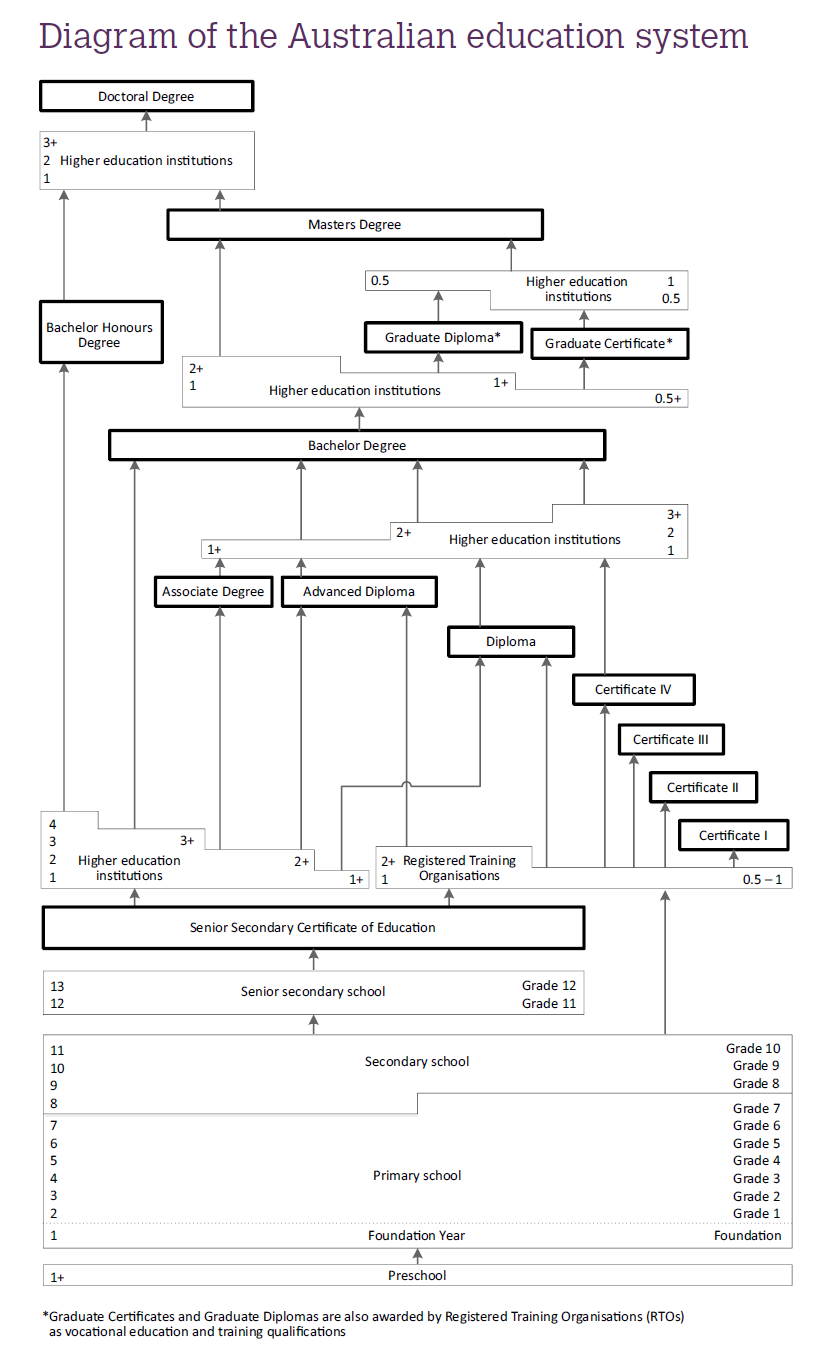 Diagram of the Australian education system
Doctoral Degree
3+
2 Higher education institutions
1
Masters Degree
0.5
Higher education
institutions
1
0.5
Bachelor Honours
Degree
Graduate Diploma*
Graduate Certificate*
2+
1
Higher education institutions
1+
0.5+
Bachelor Degree
3+
2+
Higher education institutions
2
1+
1
Associate Degree
Advanced Diploma
Diploma
Certificate IV
Certificate III
Certificate II
Certificate I
4
3
2
1
3+
Higher education
institutions
2+
1+
2+ Registered Training
1 Organisations
0.5 – 1
Senior Secondary Certificate of Education
13
12
Senior secondary school
Grade 12
Grade 11
11
10
9
8
Secondary school
Grade 10
Grade 9
Grade 8
7
6
5
4
3
2
Primary school
Grade 7
Grade 6
Grade 5
Grade 4
Grade 3
Grade 2
Grade 1
1 Foundation Year Foundation
1+ Preschool
*Graduate Certificates and Graduate Diplomas are also awarded by Registered Training Organisations (RTOs)
as vocational education and training qualifications